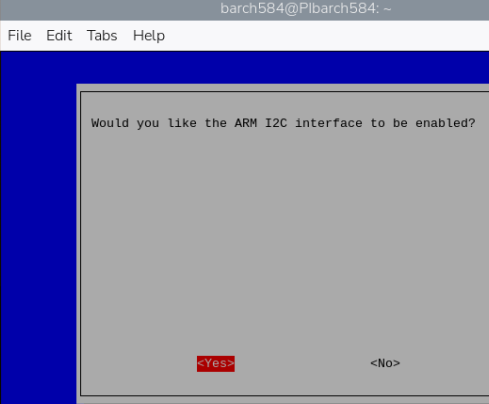 barch584@PIbarch584: ~
File Edit Tabs Help
Would you like the ARM I2C interface to be enabled?
<Yes> <No>